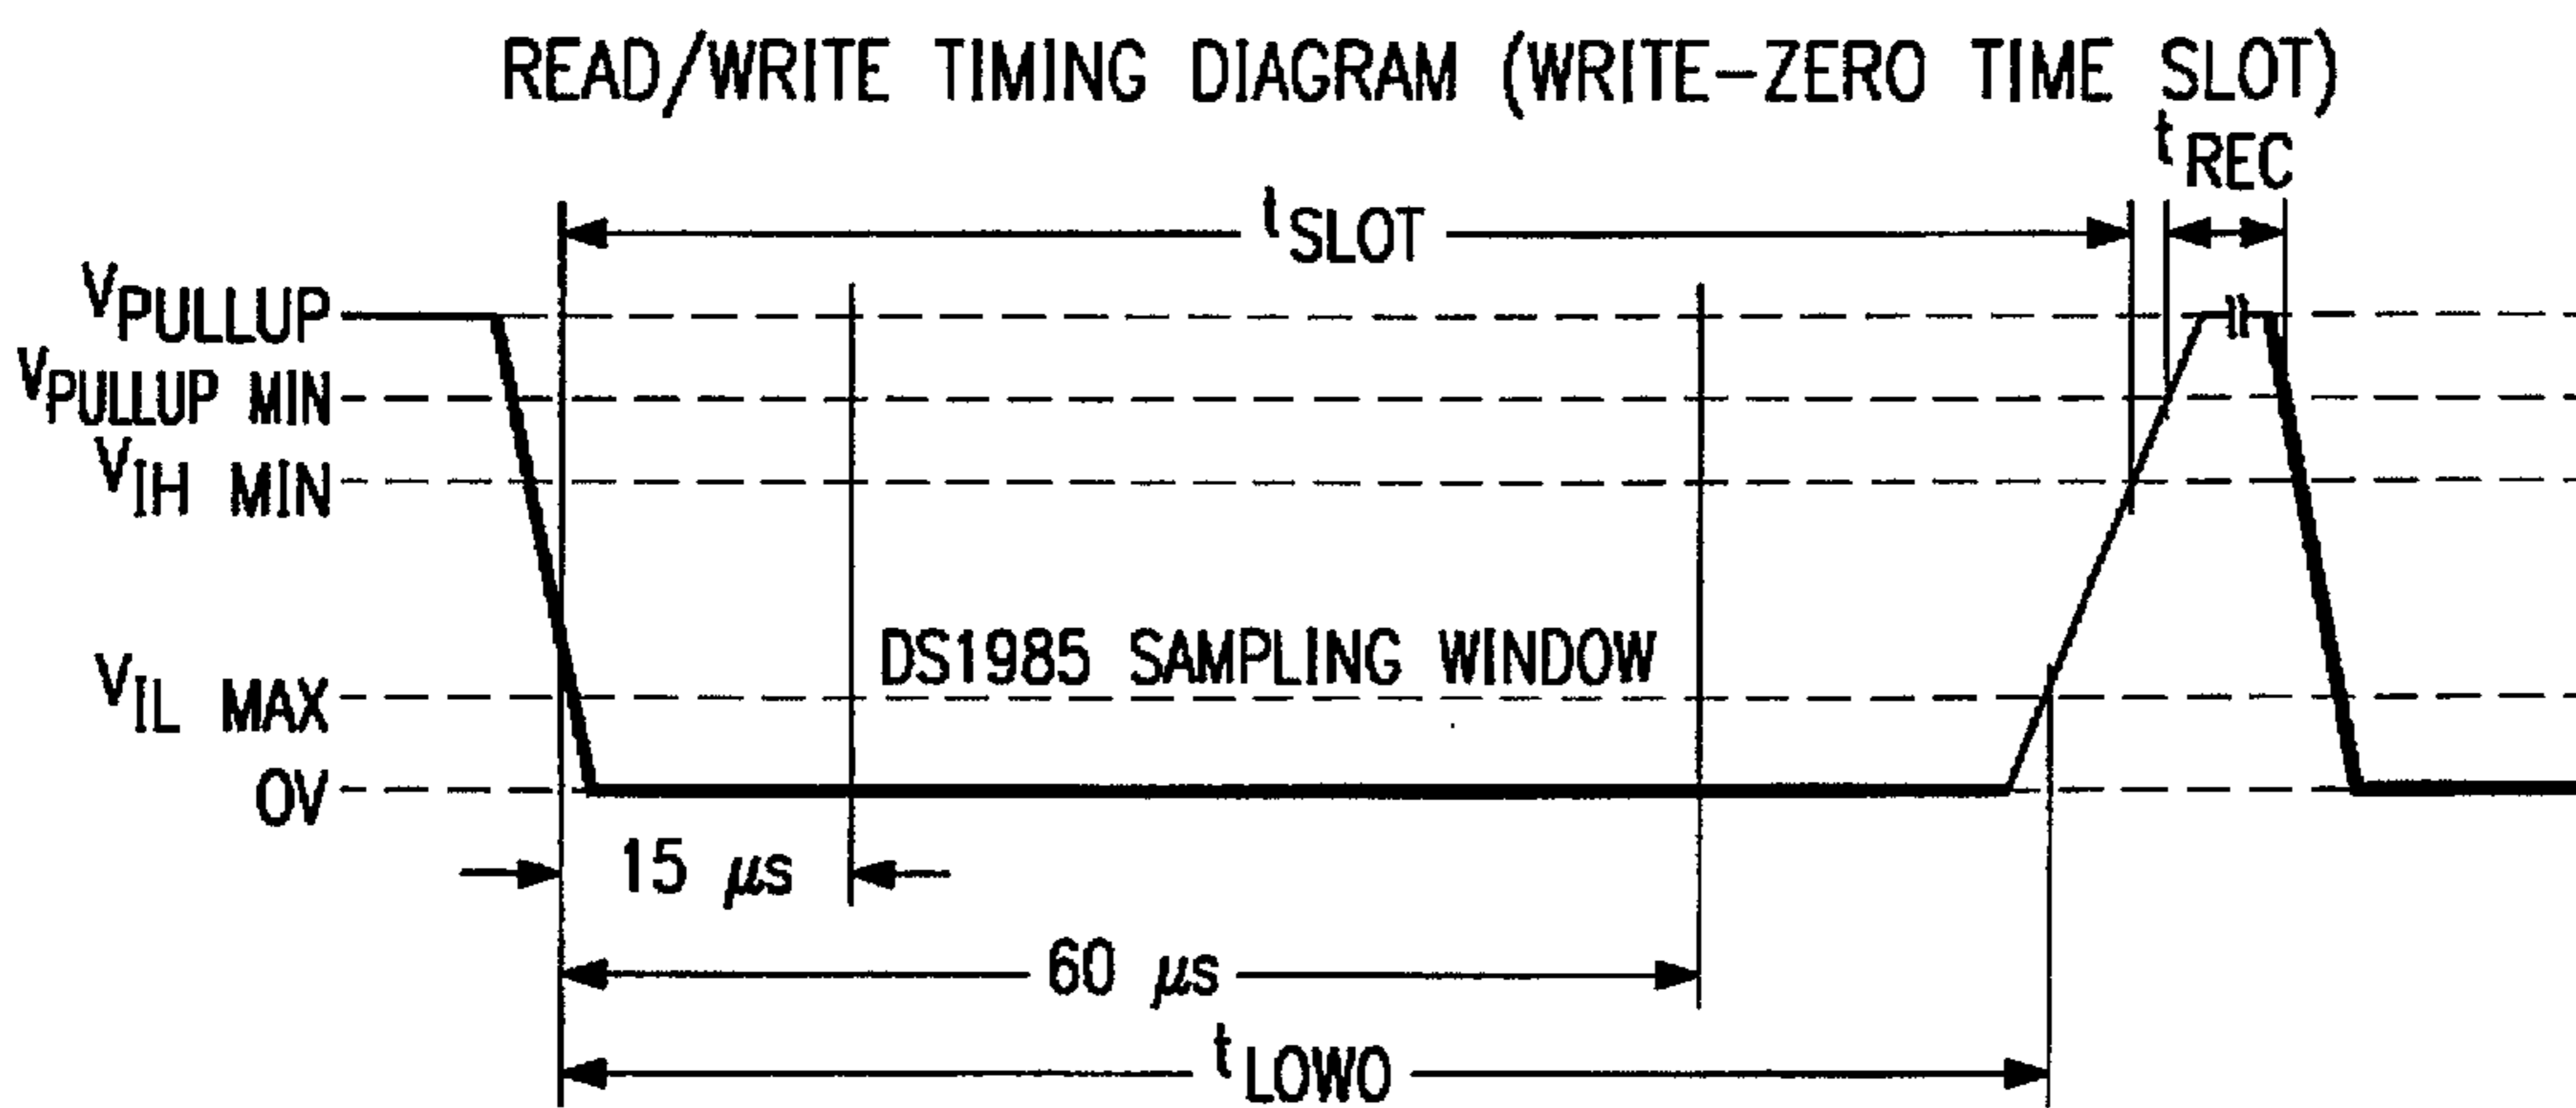 READ/WRITE TIMING DIAGRAM (WRITE-ZERO TIME SLOT)
tREC
tSLOT
VPULLUP
VPULLUP MIN
VIH MIN
DS1985 SAMPLING WINDOW
VIL MAX
0V
15 µs
60 µs
tLOW0